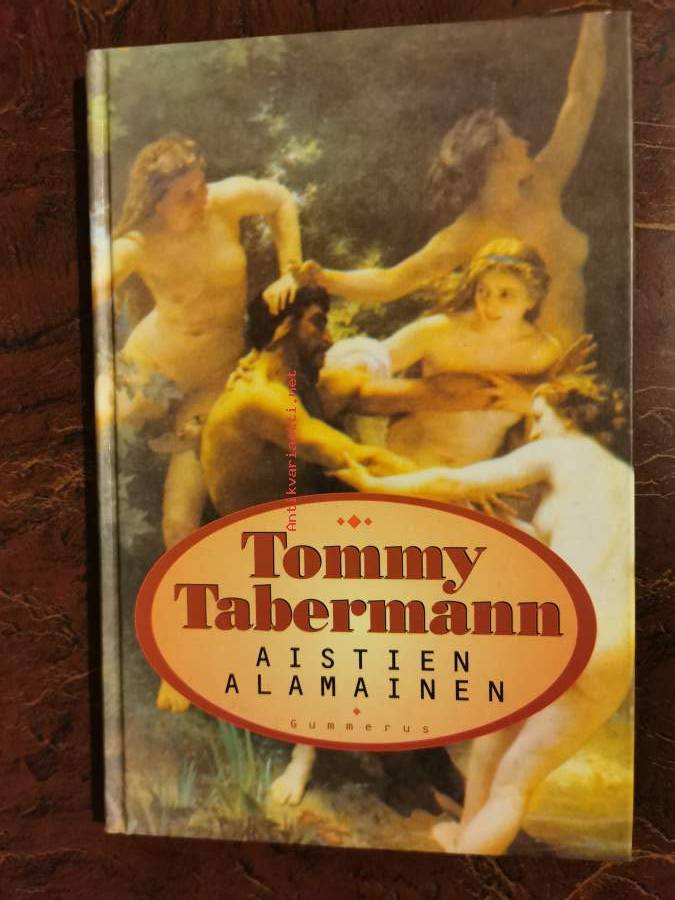 Antikvariaatti.net
Tommy
Tabermann
AISTIEN
ALAMAINEN
Gummerus